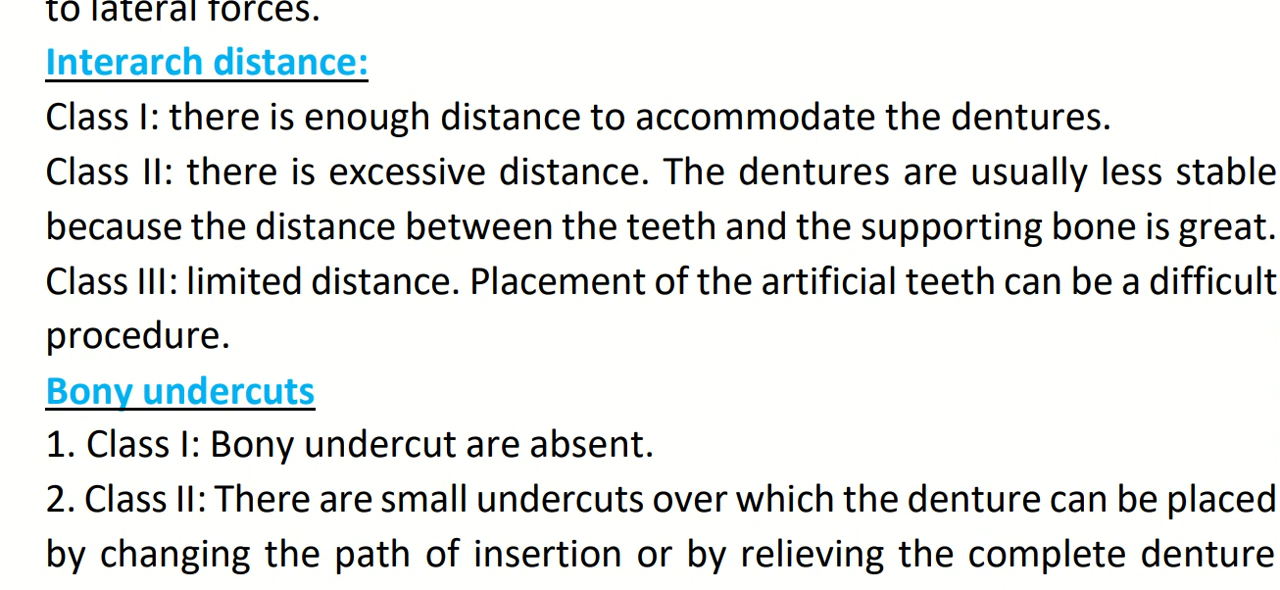 to lateral forces.
Interarch distance:
Class I: there is enough distance to accommodate the dentures.
Class II: there is excessive distance. The dentures are usually less stable
because the distance between the teeth and the supporting bone is great.
Class III: limited distance. Placement of the artificial teeth can be a difficult
procedure.
Bony undercuts
1. Class I: Bony undercut are absent.
2. Class II: There are small undercuts over which the denture can be placed
by changing the path of insertion or by relieving the complete denture